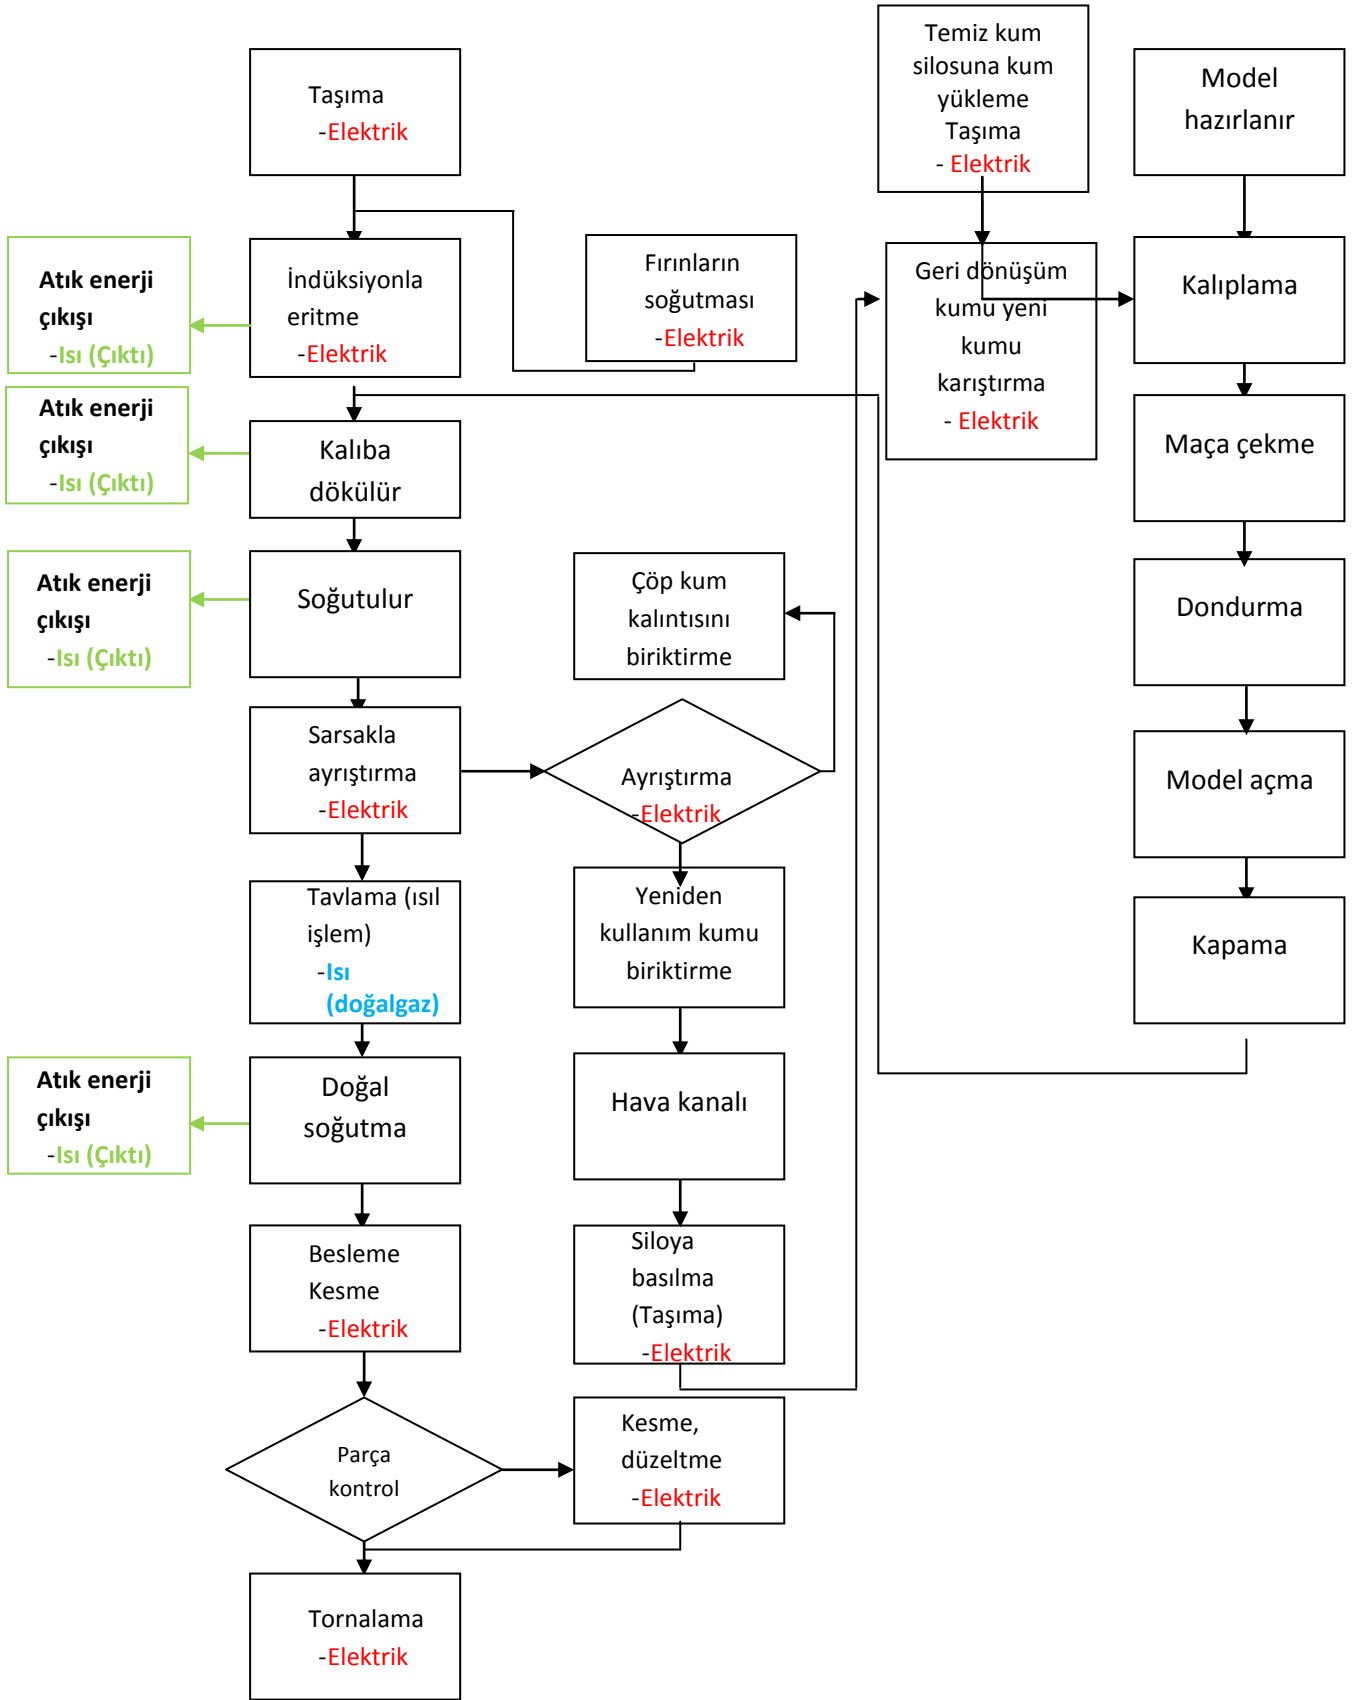 Taşıma
-Elektrik
Temiz kum
silosuna kum
yükleme
Taşıma
- Elektrik
Model
hazırlanır
Atık enerji
çıkışı
-Isı (Çıktı)
İndüksiyonla
eritme
-Elektrik
Fırınların
soğutması
-Elektrik
Geri dönüşüm
kumu yeni
kumu
karıştırma
- Elektrik
Kalıplama
Atık enerji
çıkışı
-Isı (Çıktı)
Kalıba
dökülür
Maça çekme
Atık enerji
çıkışı
-Isı (Çıktı)
Soğutulur
Çöp kum
kalıntısını
biriktirme
Dondurma
Sarsakla
ayrıştırma
-Elektrik
Ayrıştırma
-Elektrik
Model açma
Tavlama (ısıl
işlem)
-Isı
(doğalgaz)
Yeniden
kullanım kumu
biriktirme
Kapama
Atık enerji
çıkışı
-Isı (Çıktı)
Doğal
soğutma
Hava kanalı
Besleme
Kesme
-Elektrik
Siloya
basılma
(Taşıma)
-Elektrik
Parça
kontrol
Kesme,
düzeltme
-Elektrik
Tornalama
-Elektrik